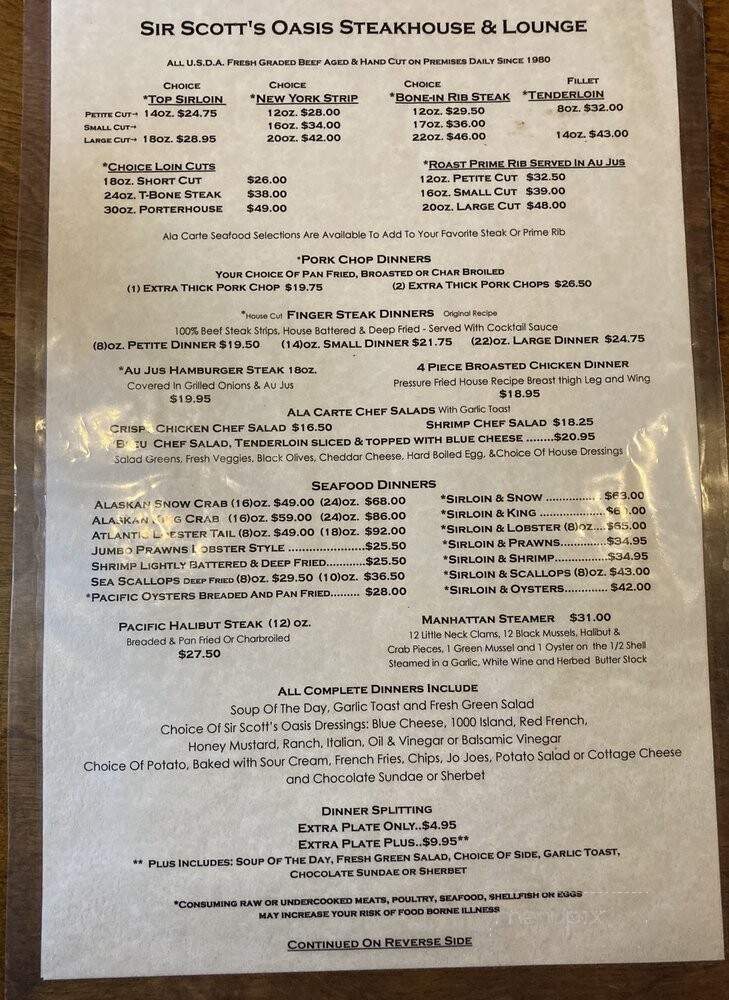 SIR SCOTT'S OASIS STEAKHOUSE & LOUNGE
ALL U.S.D.A. FRESH GRADED BEEF AGED & HAND CUT ON PREMISES DAILY SINCE 1980
CHOICE CHOICE CHOICE FILLET
*TOP SIRLOIN *NEW YORK STRIP *BONE-IN RIB STEAK *TENDERLOIN
PETITE CUT→ 14OZ. $24.75 12OZ. $28.00 12OZ. $29.50 8OZ. $32.00
SMALL CUT→ 16OZ. $34.00 17OZ. $36.00
LARGE CUT→ 18OZ. $28.95 20OZ. $42.00 22OZ. $46.00 14OZ. $43.00
*CHOICE LOIN CUTS *ROAST PRIME RIB SERVED IN AU JUS
18OZ. SHORT CUT $26.00 12OZ. PETITE CUT $32.50
24OZ. T-BONE STEAK $38.00 16OZ. SMALL CUT $39.00
30OZ. PORTERHOUSE $49.00 20OZ. LARGE CUT $48.00
Ala Carte Seafood Selections Are Available To Add To Your Favorite Steak Or Prime Rib
*PORK CHOP DINNERS
YOUR CHOICE OF PAN FRIED, BROASTED OR CHAR BROILED
(1) EXTRA THICK PORK CHOP $19.75 (2) EXTRA THICK PORK CHOPS $26.50
*House Cut FINGER STEAK DINNERS Original Recipe
100% Beef Steak Strips, House Battered & Deep Fried - Served With Cocktail Sauce
(8)OZ. PETITE DINNER $19.50 (14)OZ. SMALL DINNER $21.75 (22)OZ. LARGE DINNER $24.75
*AU JUS HAMBURGER STEAK 18OZ. 4 PIECE BROASTED CHICKEN DINNER
Covered In Grilled Onions & Au Jus Pressure Fried House Recipe Breast thigh Leg and Wing
$19.95 $18.95
ALA CARTE CHEF SALADS With Garlic Toast
CRISPY CHICKEN CHEF SALAD $16.50 SHRIMP CHEF SALAD $18.25
CHEF SALAD, TENDERLOIN SLICED & TOPPED WITH BLUE CHEESE ........$20.95
Salad Greens, Fresh Veggies, Black Olives, Cheddar Cheese, Hard Boiled Egg, &Choice Of House Dressings
SEAFOOD DINNERS
ALASKAN SNOW CRAB (16)OZ. $49.00 (24)OZ. $68.00 *SIRLOIN & SNOW ............... $63.00
ALASKAN KING CRAB (16)OZ. $59.00 (24)OZ. $86.00 *SIRLOIN & KING ................
ATLANTIC LOBSTER TAIL (8)OZ. $49.00 (18)OZ. $92.00 *SIRLOIN & LOBSTER (8)OZ....$65.00
JUMBO PRAWNS LOBSTER STYLE .......................$25.50 *SIRLOIN & PRAWNS..............$34.95
SHRIMP LIGHTLY BATTERED & DEEP FRIED............$25.50 *SIRLOIN & SHRIMP................$34.95
SEA SCALLOPS DEEP FRIED (8)OZ. $29.50 (10)OZ. $36.50 *SIRLOIN & SCALLOPS (8)OZ. $43.00
*PACIFIC OYSTERS BREADED AND PAN FRIED......... $28.00 *SIRLOIN & OYSTERS............. $42.00
PACIFIC HALIBUT STEAK (12) OZ. MANHATTAN STEAMER $31.00
Breaded & Pan Fried Or Charbroiled 12 Little Neck Clams, 12 Black Mussels, Halibut &
$27.50 Crab Pieces, 1 Green Mussel and 1 Oyster on the 1/2 Shell
Steamed in a Garlic, White Wine and Herbed Butter Stock
ALL COMPLETE DINNERS INCLUDE
Soup Of The Day, Garlic Toast and Fresh Green Salad
Choice Of Sir Scott's Oasis Dressings: Blue Cheese, 1000 Island, Red French,
Honey Mustard, Ranch, Italian, Oil & Vinegar or Balsamic Vinegar
Choice Of Potato, Baked with Sour Cream, French Fries, Chips, Jo Joes, Potato Salad or Cottage Cheese
and Chocolate Sundae or Sherbet
DINNER SPLITTING
EXTRA PLATE ONLY..$4.95
EXTRA PLATE PLUS..$9.95**
** PLUS INCLUDES: SOUP OF THE DAY, FRESH GREEN SALAD, CHOICE OF SIDE, GARLIC TOAST,
CHOCOLATE SUNDAE OR SHERBET
*CONSUMING RAW OR UNDERCOOKED MEATS, POULTRY, SEAFOOD, SHELLFISH OR EGGS
MAY INCREASE YOUR RISK OF FOOD BORNE ILLNESS
menupix
CONTINUED ON REVERSE SIDE